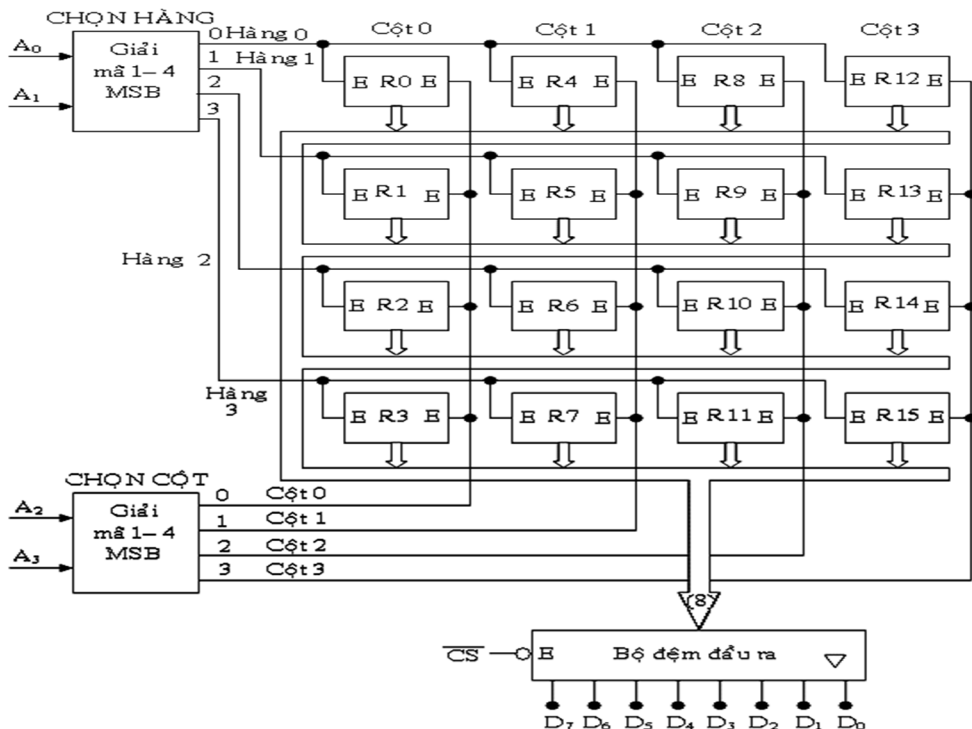 CHỌN HÀNG
A₀
A₁
Giải
mã 1– 4
MSB
0 Hàng 0
1 Hàng 1
2
3
Cột 0 Cột 1 Cột 2 Cột 3
E R0 E E R4 E E R8 E E R12 E
E R1 E E R5 E E R9 E E R13 E
Hàng 2
E R2 E E R6 E E R10 E E R14 E
Hàng
3
E R3 E E R7 E E R11 E E R15 E
CHỌN CỘT
A₂
A₃
Giải
mã 1– 4
MSB
0 Cột 0
1 Cột 1
2 Cột 2
3 Cột 3
(8)
CS E Bộ đệm đầu ra
D₇ D₆ D₅ D₄ D₃ D₂ D₁ D₀